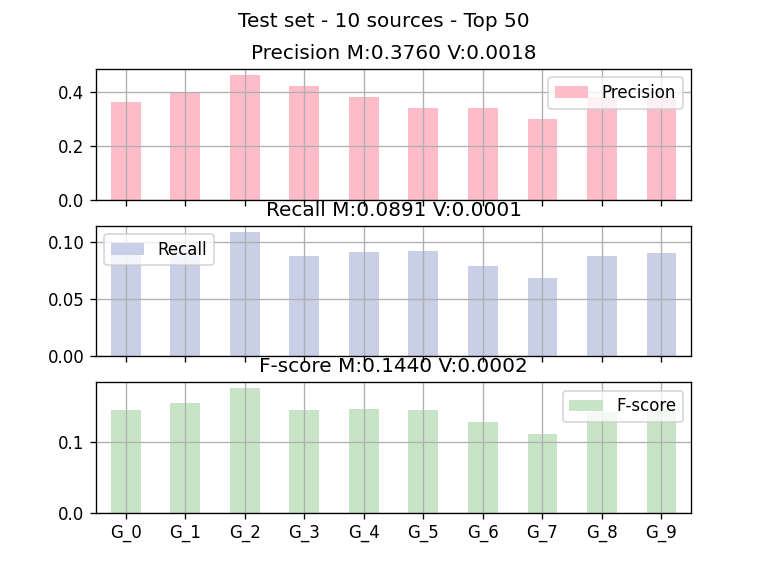 Test set - 10 sources - Top 50
Precision M:0.3760 V:0.0018
0.4
0.2
0.0
Precision
Recall M:0.0891 V:0.0001
0.10
0.05
0.00
Recall
F-score M:0.1440 V:0.0002
0.1
0.0
F-score
G_0 G_1 G_2 G_3 G_4 G_5 G_6 G_7 G_8 G_9